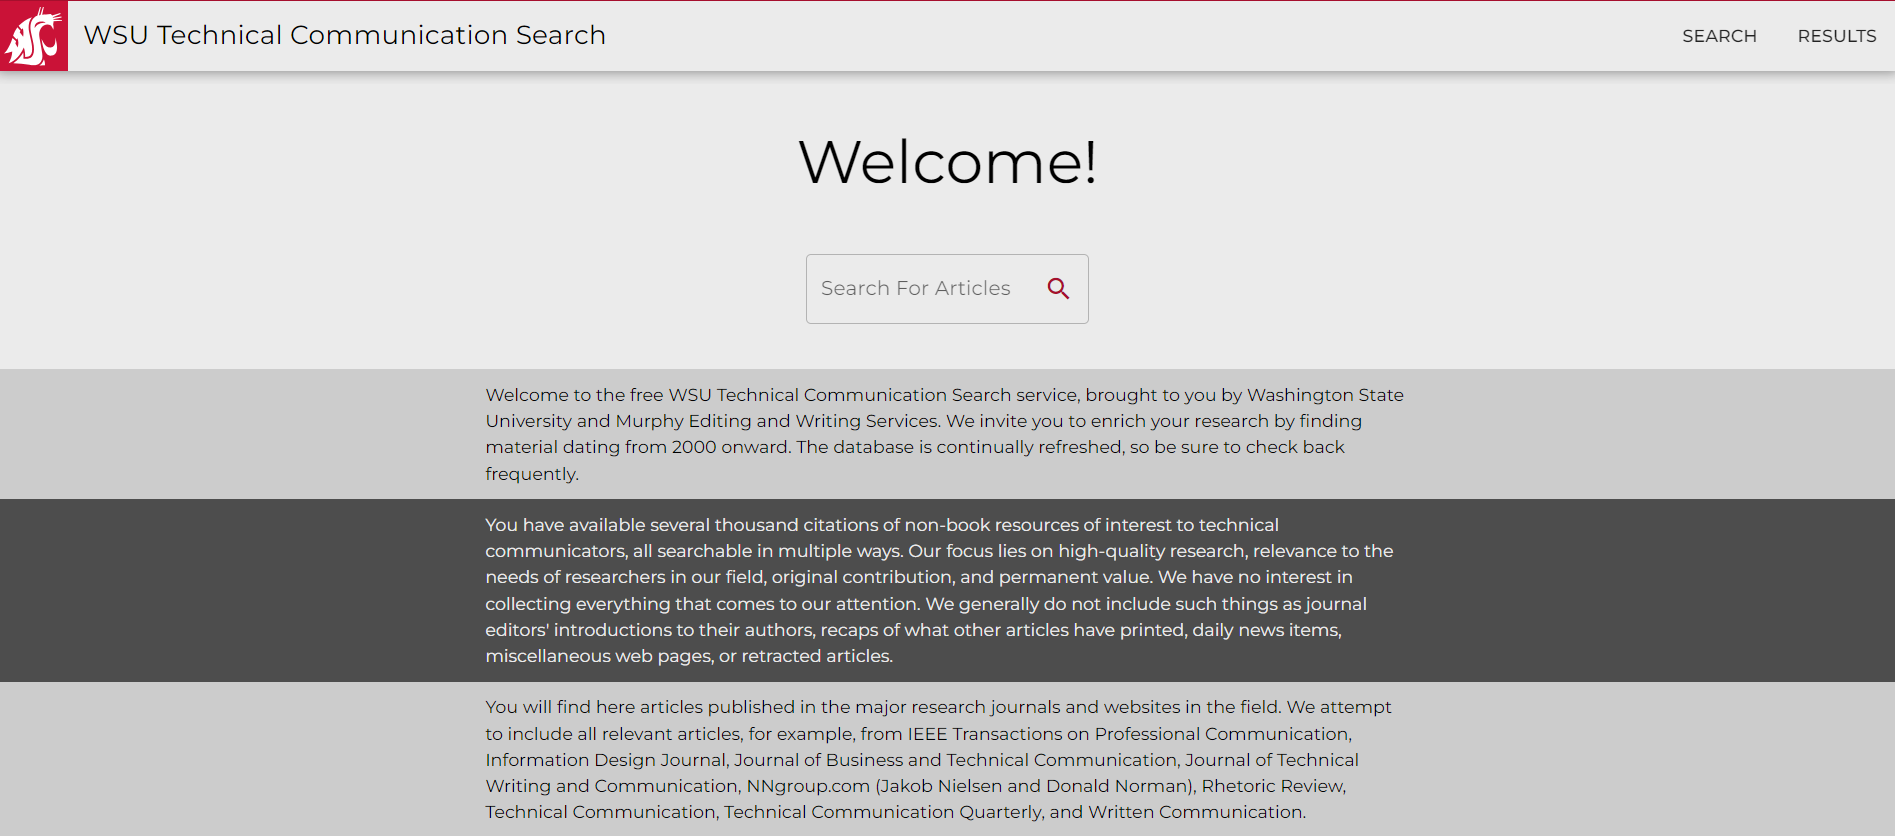 WSU Technical Communication Search
SEARCH
RESULTS
Welcome!
Search For Articles
Welcome to the free WSU Technical Communication Search service, brought to you by Washington State
University and Murphy Editing and Writing Services. We invite you to enrich your research by finding
material dating from 2000 onward. The database is continually refreshed, so be sure to check back
frequently.
You have available several thousand citations of non-book resources of interest to technical
communicators, all searchable in multiple ways. Our focus lies on high-quality research, relevance to the
needs of researchers in our field, original contribution, and permanent value. We have no interest in
collecting everything that comes to our attention. We generally do not include such things as journal
editors' introductions to their authors, recaps of what other articles have printed, daily news items,
miscellaneous web pages, or retracted articles.
You will find here articles published in the major research journals and websites in the field. We attempt
to include all relevant articles, for example, from IEEE Transactions on Professional Communication,
Information Design Journal, Journal of Business and Technical Communication, Journal of Technical
Writing and Communication, NNgroup.com (Jakob Nielsen and Donald Norman), Rhetoric Review,
Technical Communication, Technical Communication Quarterly, and Written Communication.